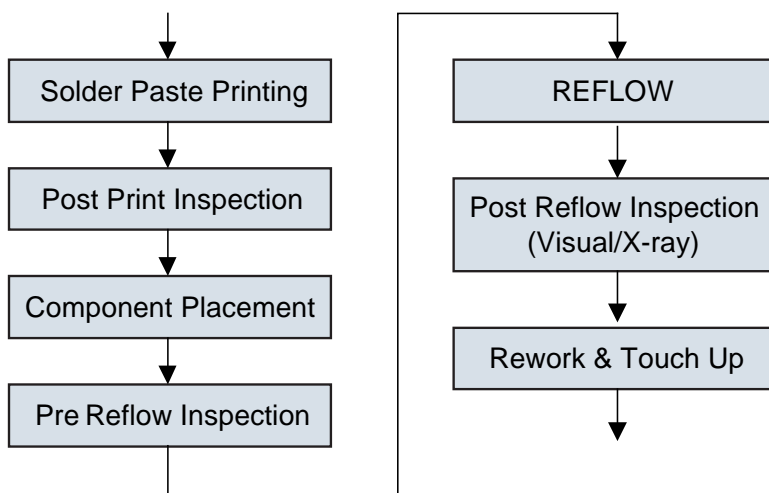 Solder Paste Printing
Post Print Inspection
Component Placement
Pre Reflow Inspection
REFLOW
Post Reflow Inspection
(Visual/X-ray)
Rework & Touch Up